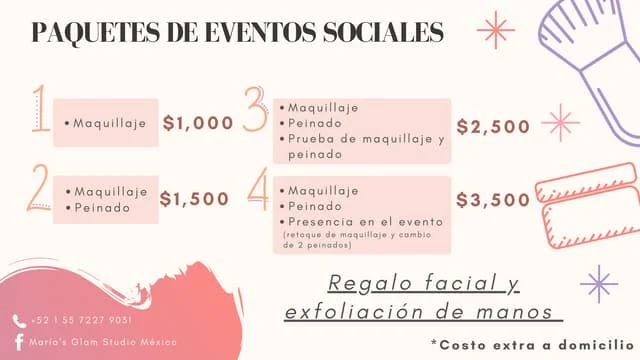 PAQUETES DE EVENTOS SOCIALES
1
• Maquillaje
$1,000
2
• Maquillaje
• Peinado
$1,500
3
• Maquillaje
• Peinado
• Prueba de maquillaje y
peinado
$2,500
4
• Maquillaje
• Peinado
• Presencia en el evento
(retoque de maquillaje y cambio
de 2 peinados)
$3,500
Regalo facial y
exfoliación de manos
*Costo extra a domicilio
+52 1 55 7227 9031
María's Glam Studio México